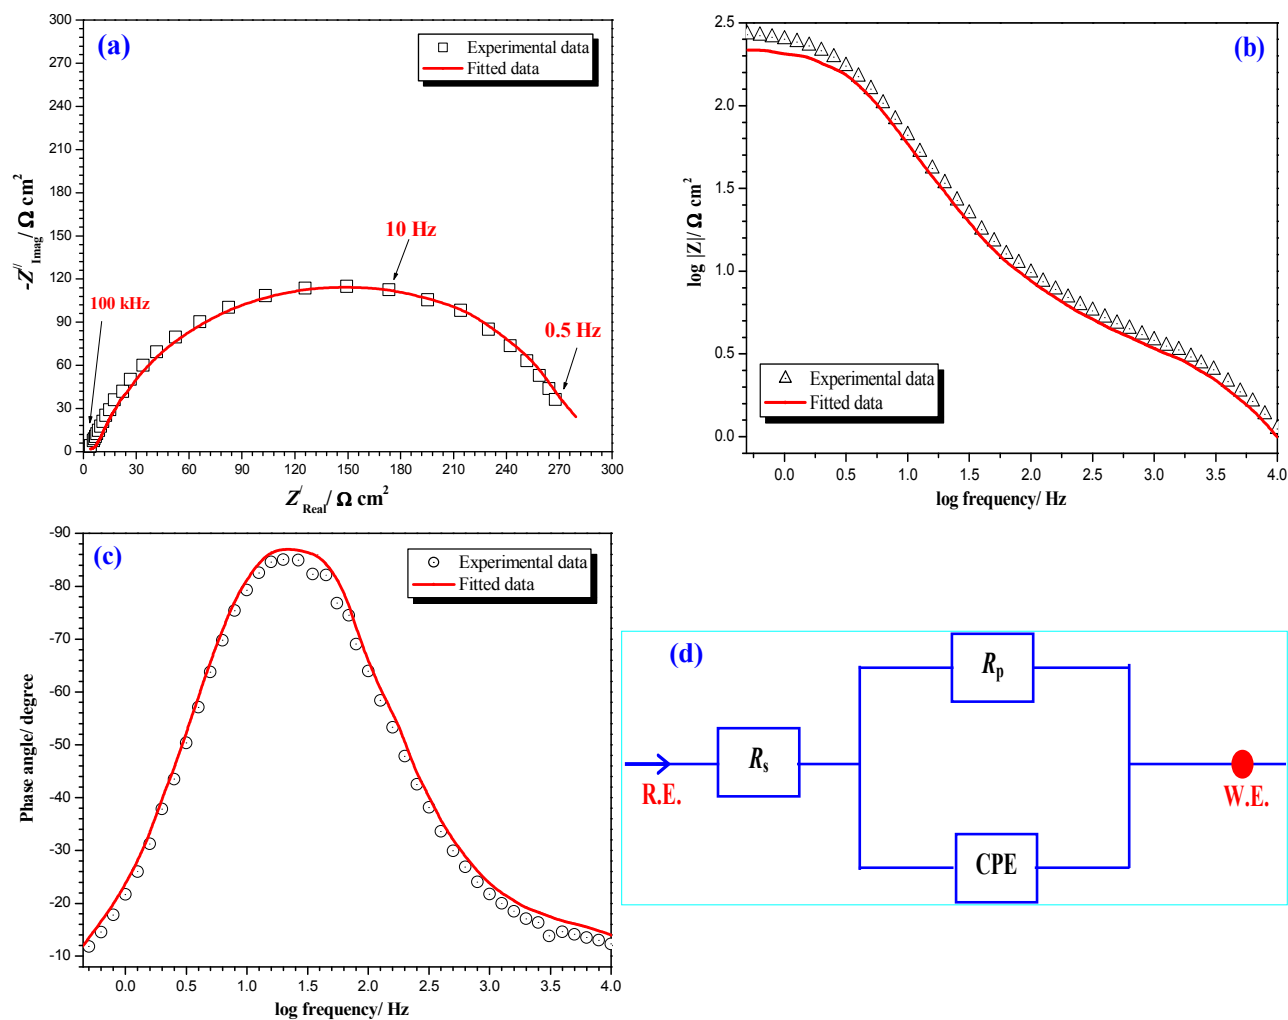 (a)
Experimental data
Fitted data
300
270
240
210
180
150
120
90
60
30
0
-Z//Imag/ Ω cm2
10 Hz
100 kHz
0.5 Hz
0 30 60 90 120 150 180 210 240 270 300
Z/Real/ Ω cm2
(b)
2.5
2.0
1.5
1.0
0.5
0.0
log |Z|/ Ω cm2
Experimental data
Fitted data
0.0 0.5 1.0 1.5 2.0 2.5 3.0 3.5 4.0
log frequency/ Hz
(c)
Experimental data
Fitted data
-90
-80
-70
-60
-50
-40
-30
-20
-10
Phase angle/ degree
0.0 0.5 1.0 1.5 2.0 2.5 3.0 3.5 4.0
log frequency/ Hz
(d)
Rp
Rs
R.E.
W.E.
CPE